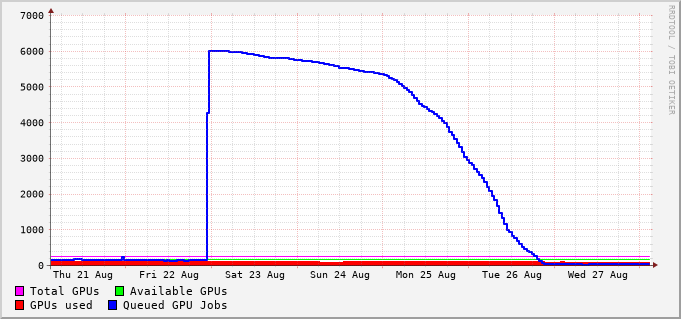 7000
6000
5000
4000
3000
2000
1000
0
Thu 21 Aug Fri 22 Aug Sat 23 Aug Sun 24 Aug Mon 25 Aug Tue 26 Aug Wed 27 Aug
Total GPUs Available GPUs
GPUs used Queued GPU Jobs
RRDTOOL / TOBI OETIKER